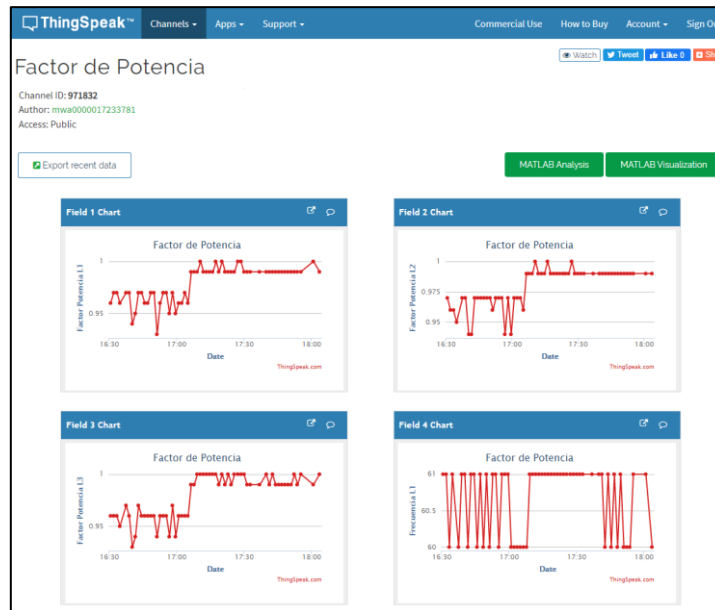 ThingSpeak™ Channels Apps Support Commercial Use How to Buy Account Sign
Watch Tweet Like 0
Factor de Potencia
Channel ID: 971832
Author: mwa0000017233781
Access: Public
Export recent data MATLAB Analysis MATLAB Visualization
Field 1 Chart
Factor de Potencia
Factor Potencia L1
1
0.95
16:30 17:00 17:30 18:00
Date
ThingSpeak.com
Field 2 Chart
Factor de Potencia
Factor Potencia L2
1
0.975
0.95
16:30 17:00 17:30 18:00
Date
ThingSpeak.com
Field 3 Chart
Factor de Potencia
Factor Potencia L3
1
0.95
16:30 17:00 17:30 18:00
Date
ThingSpeak.com
Field 4 Chart
Factor de Potencia
Frecuencia L1
61
60.5
60
16:30 17:00 17:30 18:00
Date
ThingSpeak.com